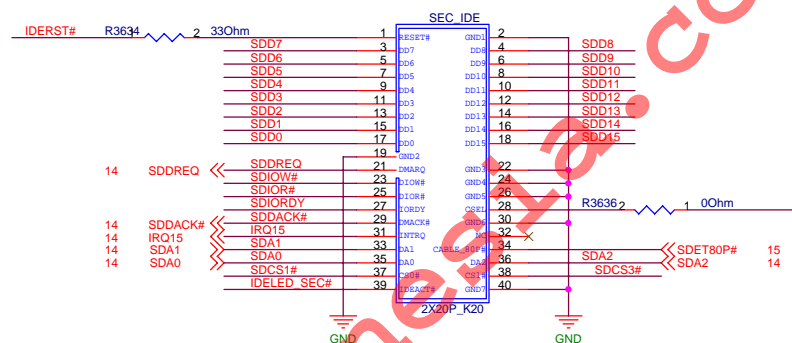 SEC_IDE
IDERST# R3634 1 2 33Ohm 1 RESET# GND1 2
SDD7 3 DD7 DD8 4 SDD8
SDD6 5 DD6 DD9 6 SDD9
SDD5 7 DD5 DD10 8 SDD10
SDD4 9 DD4 DD11 10 SDD11
SDD3 11 DD3 DD12 12 SDD12
SDD2 13 DD2 DD13 14 SDD13
SDD1 15 DD1 DD14 16 SDD14
SDD0 17 DD0 DD15 18 SDD15
19 GND2
14 SDDREQ SDDREQ 21 DMARQ GND3 22
SDIOW# 23 DIOW# GND4 24
SDIOR# 25 DIOR# GND5 26
SDIORDY 27 IORDY CSEL 28 R3636 2 1 0Ohm
14 SDDACK# SDDACK# 29 DMACK# GND6 30
14 IRQ15 IRQ15 31 INTRQ NC 32
14 SDA1 SDA1 33 DA1 CABLE_80P# 34 SDET80P# 15
14 SDA0 SDA0 35 DA0 DA2 36 SDA2 SDA2 14
SDCS1# 37 CS0# CS1# 38 SDCS3#
IDELED_SEC# 39 IDEACT# GND7 40
2X20P_K20
GND GND